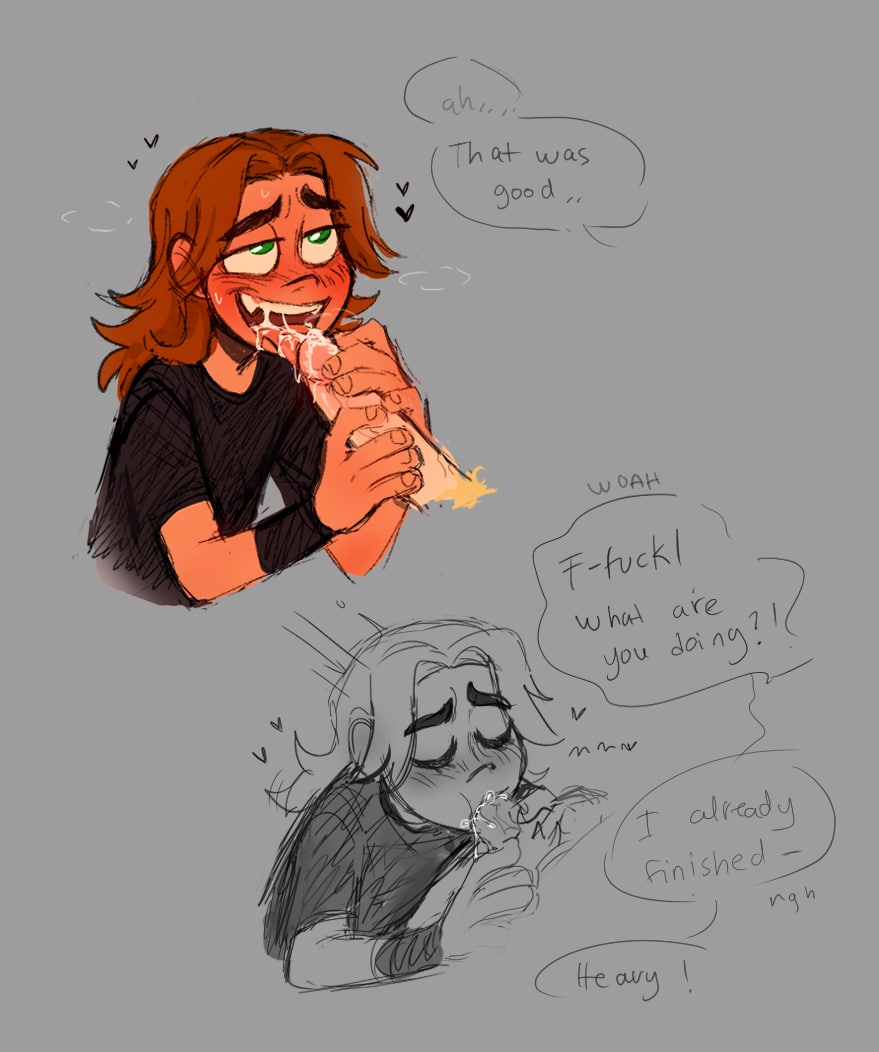 ah,,,,
That was
good,,
WOAH
F-fuck!
what are
you doing?!
I already
finished-
ngh
Heavy!